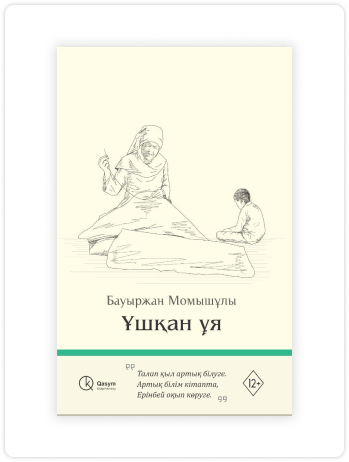 Бауыржан Момышұлы
Ұшқан ұя
Талап қыл артық білуге.
Артық білім кітапта,
Ерінбей оқып көруге.
Qasym
12+